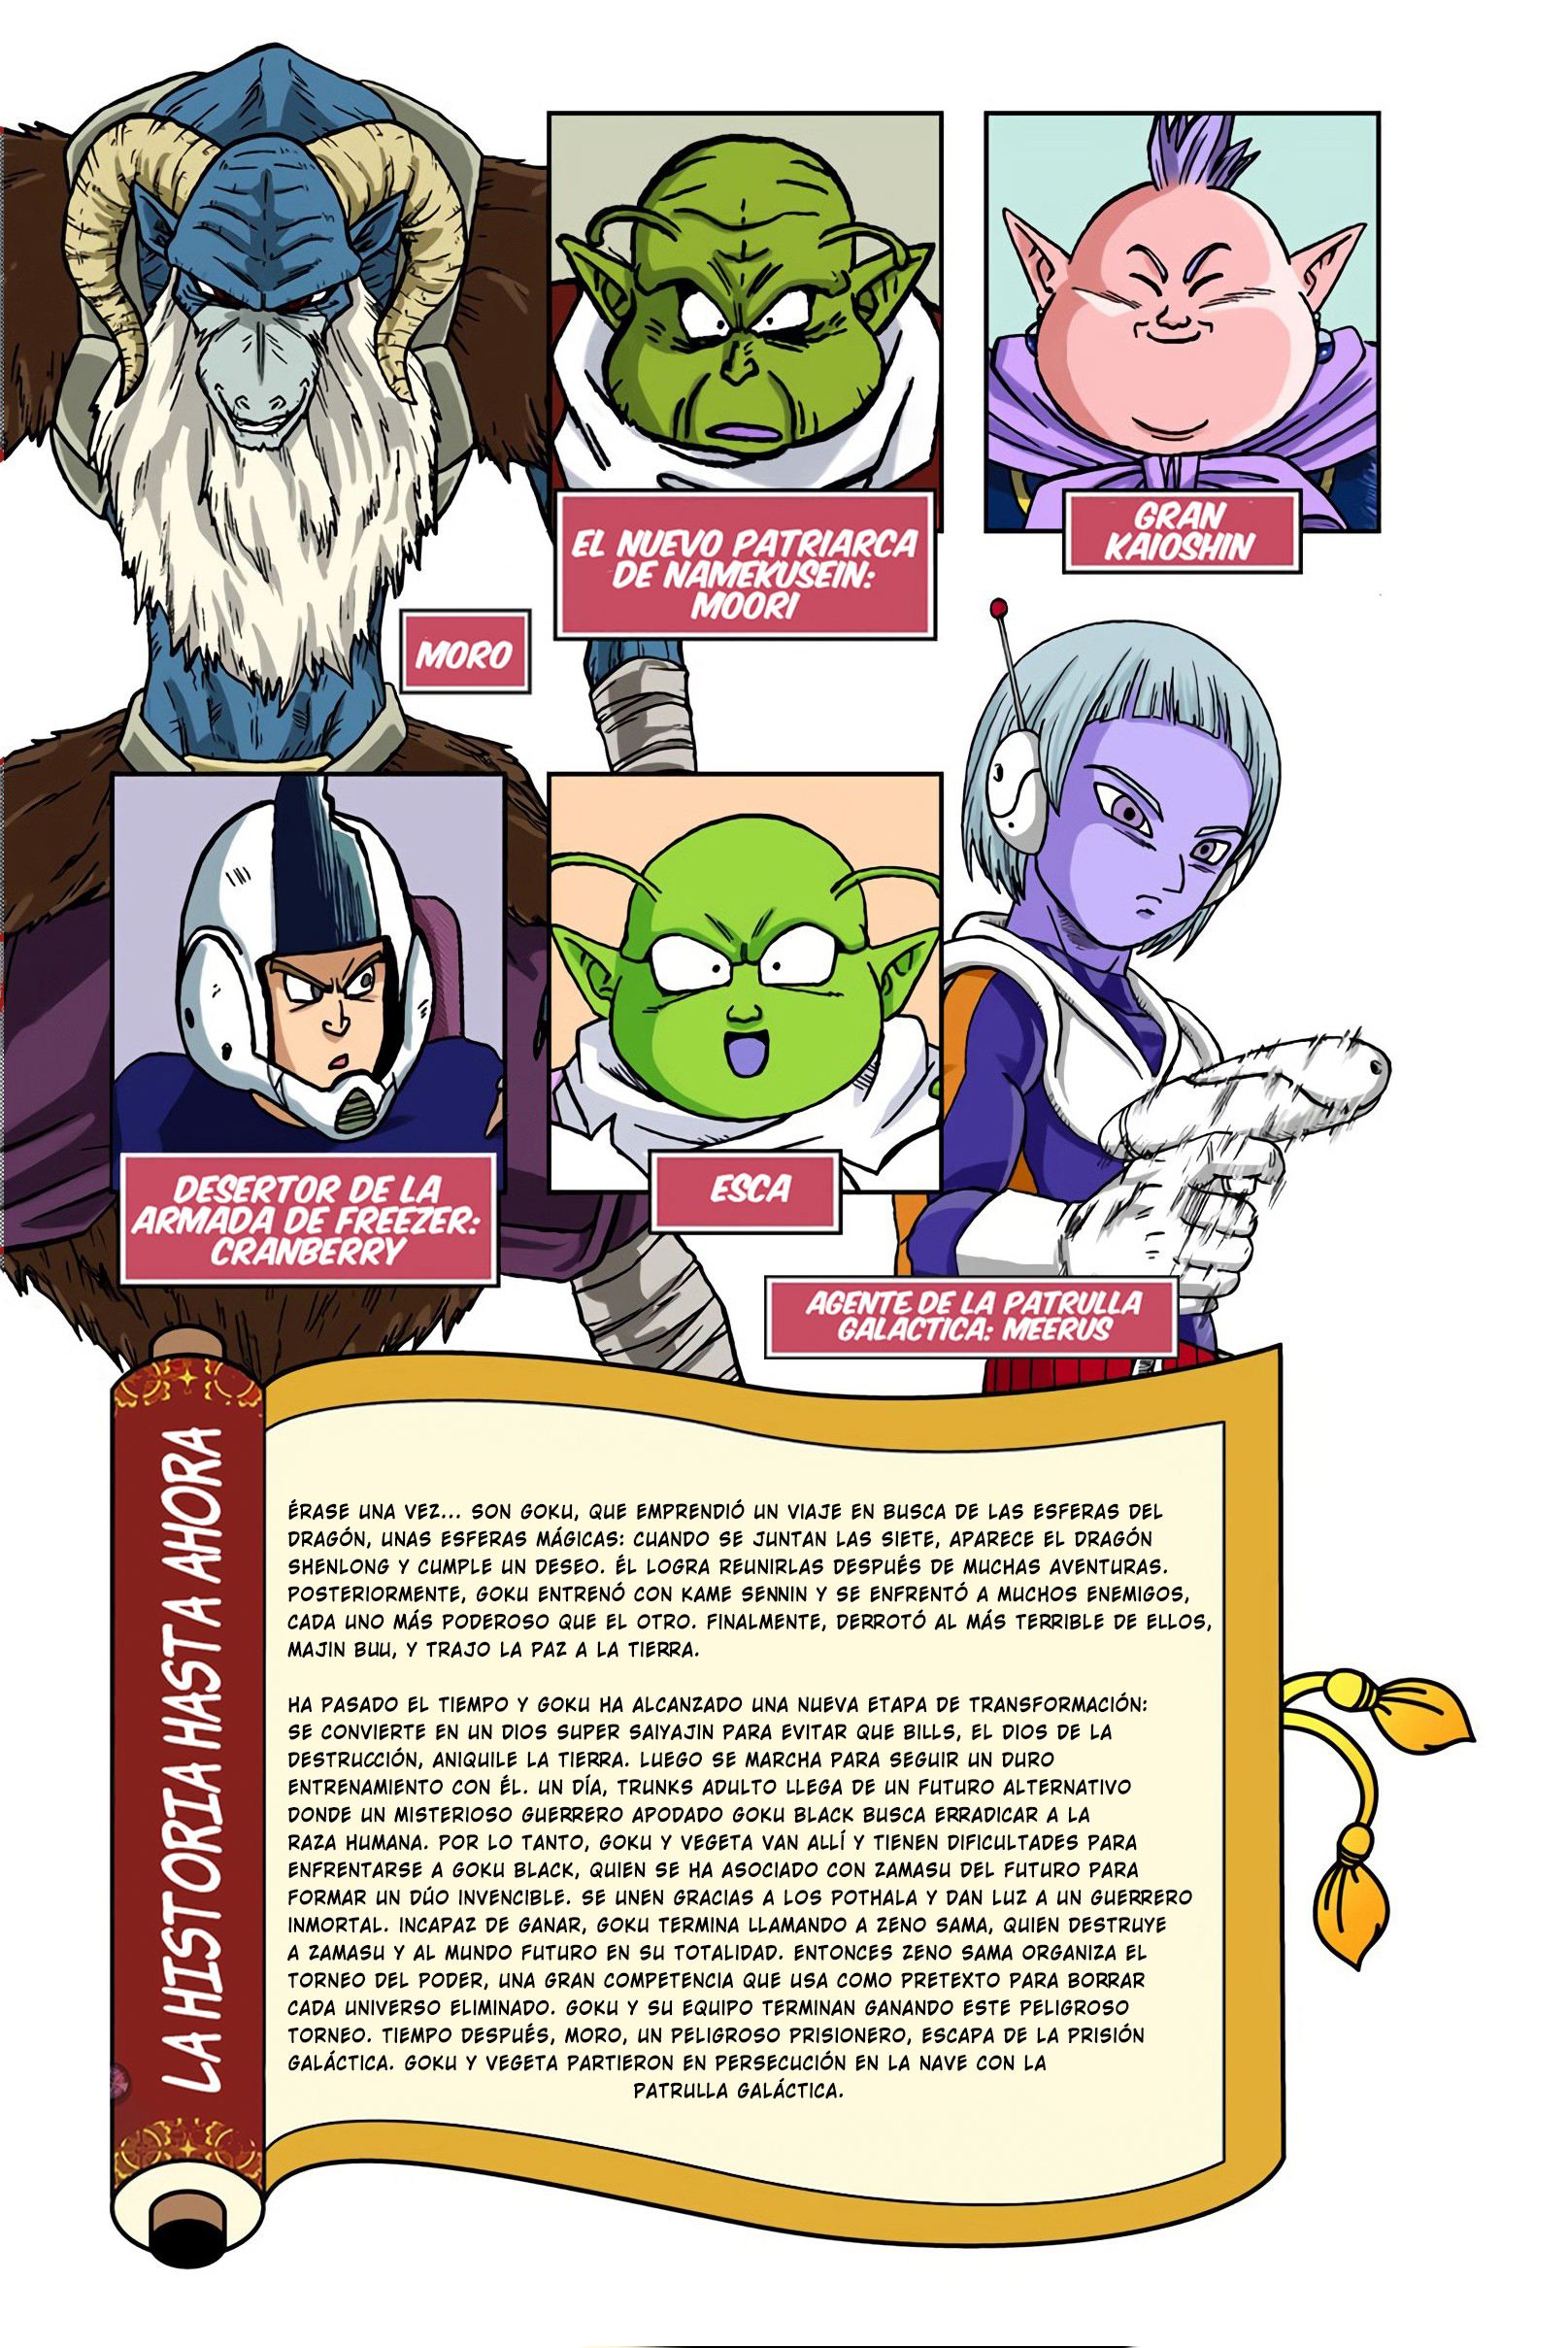 EL NUEVO PATRIARCA
DE NAMEKUSEIN:
MOORI
GRAN
KAIOSHIN
MORO
DESERTOR DE LA
ARMADA DE FREEZER:
CRANBERRY
ESCA
AGENTE DE LA PATRULLA
GALACTICA: MEERUS
LA HISTORIA HASTA AHORA
ÉRASE UNA VEZ... SON GOKU, QUE EMPRENDIÓ UN VIAJE EN BUSCA DE LAS ESFERAS DEL
DRAGÓN, UNAS ESFERAS MÁGICAS: CUANDO SE JUNTAN LAS SIETE, APARECE EL DRAGÓN
SHENLONG Y CUMPLE UN DESEO. ÉL LOGRA REUNIRLAS DESPUÉS DE MUCHAS AVENTURAS.
POSTERIORMENTE, GOKU ENTRENÓ CON KAME SENNIN Y SE ENFRENTÓ A MUCHOS ENEMIGOS,
CADA UNO MÁS PODEROSO QUE EL OTRO. FINALMENTE, DERROTÓ AL MÁS TERRIBLE DE ELLOS,
MAJIN BUU, Y TRAJO LA PAZ A LA TIERRA.
HA PASADO EL TIEMPO Y GOKU HA ALCANZADO UNA NUEVA ETAPA DE TRANSFORMACIÓN:
SE CONVIERTE EN UN DIOS SUPER SAIYAJIN PARA EVITAR QUE BILLS, EL DIOS DE LA
DESTRUCCIÓN, ANIQUILE LA TIERRA. LUEGO SE MARCHA PARA SEGUIR UN DURO
ENTRENAMIENTO CON ÉL. UN DÍA, TRUNKS ADULTO LLEGA DE UN FUTURO ALTERNATIVO
DONDE UN MISTERIOSO GUERRERO APODADO GOKU BLACK BUSCA ERRADICAR A LA
RAZA HUMANA. POR LO TANTO, GOKU Y VEGETA VAN ALLÍ Y TIENEN DIFICULTADES PARA
ENFRENTARSE A GOKU BLACK, QUIEN SE HA ASOCIADO CON ZAMASU DEL FUTURO PARA
FORMAR UN DÚO INVENCIBLE. SE UNEN GRACIAS A LOS POTHALA Y DAN LUZ A UN GUERRERO
INMORTAL. INCAPAZ DE GANAR, GOKU TERMINA LLAMANDO A ZENO SAMA, QUIEN DESTRUYE
A ZAMASU Y AL MUNDO FUTURO EN SU TOTALIDAD. ENTONCES ZENO SAMA ORGANIZA EL
TORNEO DEL PODER, UNA GRAN COMPETENCIA QUE USA COMO PRETEXTO PARA BORRAR
CADA UNIVERSO ELIMINADO. GOKU Y SU EQUIPO TERMINAN GANANDO ESTE PELIGROSO
TORNEO. TIEMPO DESPUÉS, MORO, UN PELIGROSO PRISIONERO, ESCAPA DE LA PRISIÓN
GALÁCTICA. GOKU Y VEGETA PARTIERON EN PERSECUCIÓN EN LA NAVE CON LA
PATRULLA GALÁCTICA.